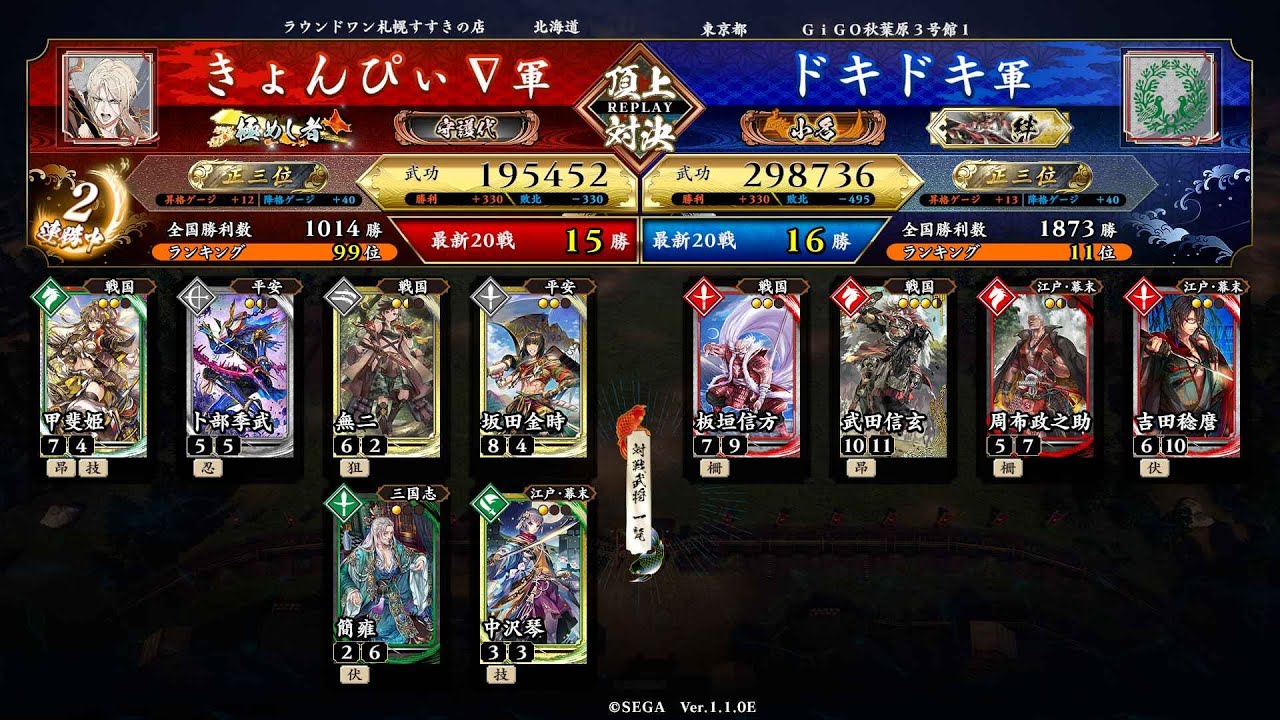 ラウンドワン札幌すすきの店 北海道
東京都 GiGO秋葉原3号館1
きょんぴぃ∇軍
頂上
REPLAY
対決
ドキドキ軍
極めし者
守護代
小名
絆
正三位
昇格ゲージ +12 降格ゲージ +40
武功 195452
勝利 +330 敗北 -330
武功 298736
勝利 +330 敗北 -495
正三位
昇格ゲージ +13 降格ゲージ +40
2
連勝中
全国勝利数 1014勝
ランキング 99位
最新20戦 15勝
最新20戦 16勝
全国勝利数 1873勝
ランキング 11位
戦国
甲斐姫
7 4
昂 技
平安
卜部季武
5 5
忍
戦国
無二
6 2
狙
平安
坂田金時
8 4
戦国
板垣信方
7 9
柵
戦国
武田信玄
10 11
昂
江戸・幕末
周布政之助
5 7
柵
江戸・幕末
吉田稔麿
6 10
伏
対戦武将一覧
三国志
簡雍
2 6
伏
江戸・幕末
中沢琴
3 3
技
©SEGA Ver.1.1.0E